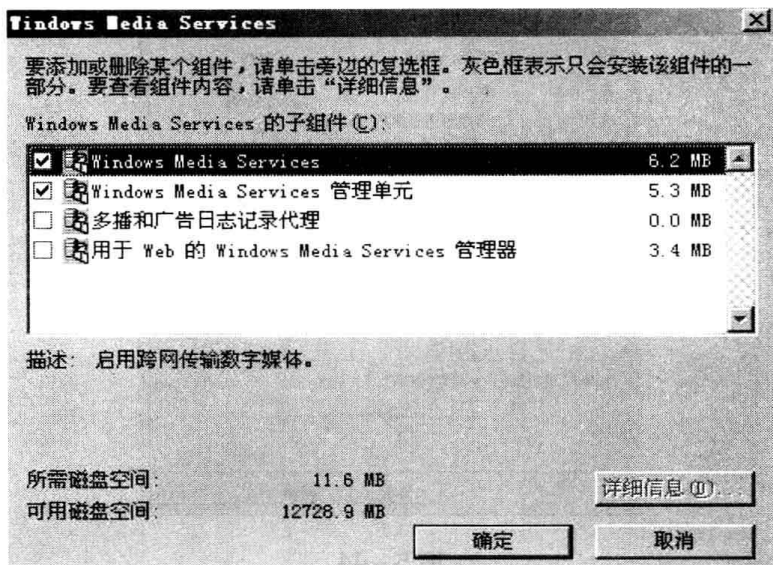 Windows Media Services
要添加或删除某个组件，请单击旁边的复选框。灰色框表示只会安装该组件的一
部分。要查看组件内容，请单击“详细信息”。
Windows Media Services 的子组件(C):
Windows Media Services 6.2 MB
Windows Media Services 管理单元 5.3 MB
多播和广告日志记录代理 0.0 MB
用于 Web 的 Windows Media Services 管理器 3.4 MB
描述: 启用跨网传输数字媒体。
所需磁盘空间: 11.6 MB
详细信息(D)...
可用磁盘空间: 12728.9 MB
确定 取消